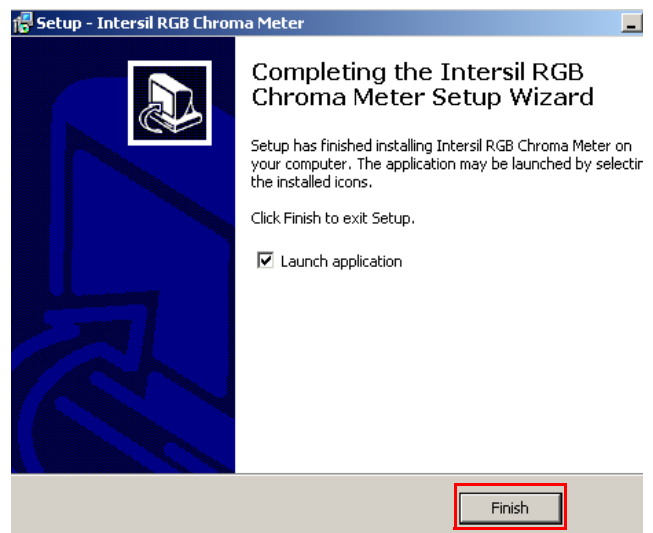 Setup - Intersil RGB Chroma Meter
Completing the Intersil RGB
Chroma Meter Setup Wizard
Setup has finished installing Intersil RGB Chroma Meter on
your computer. The application may be launched by selectin
the installed icons.
Click Finish to exit Setup.
Launch application
Finish